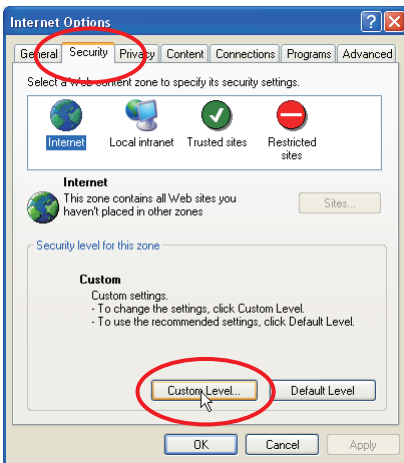 Internet Options
General Security Privacy Content Connections Programs Advanced
Select a Web content zone to specify its security settings.
Internet Local intranet Trusted sites Restricted
sites
Internet
This zone contains all Web sites you
haven't placed in other zones
Sites...
Security level for this zone
Custom
Custom settings.
- To change the settings, click Custom Level.
- To use the recommended settings, click Default Level.
Custom Level... Default Level
OK Cancel Apply